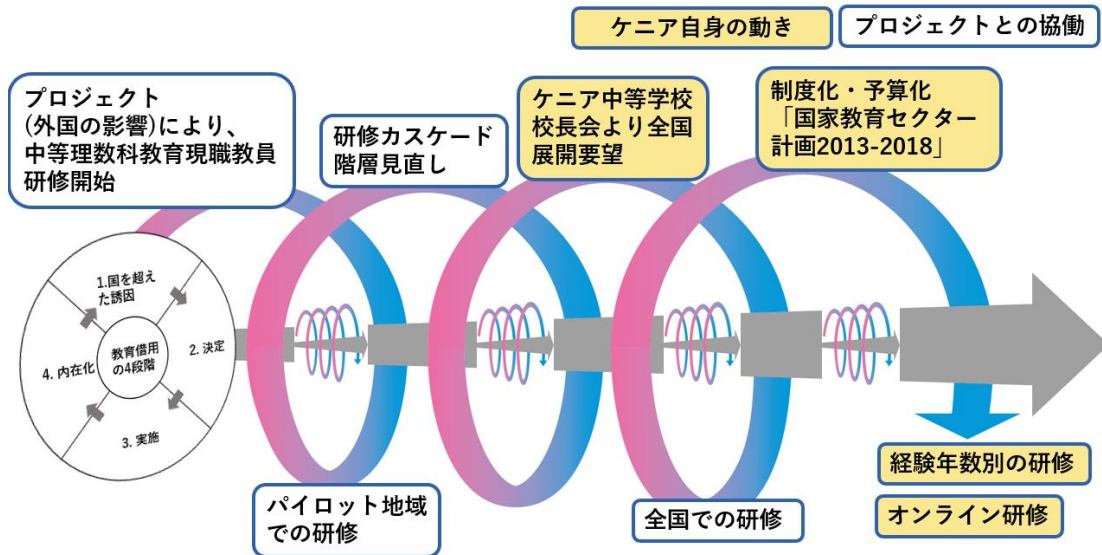 ケニア自身の動き
プロジェクトとの協働
プロジェクト
(外国の影響)により、
中等理数科教育現職教員
研修開始
研修カスケード
階層見直し
ケニア中等学校
校長会より全国
展開要望
制度化・予算化
「国家教育セクター
計画2013-2018」
1.国を超え
た誘因
2. 決定
3. 実施
4. 内在化
教育借用
の4段階
パイロット地域
での研修
全国での研修
経験年数別の研修
オンライン研修